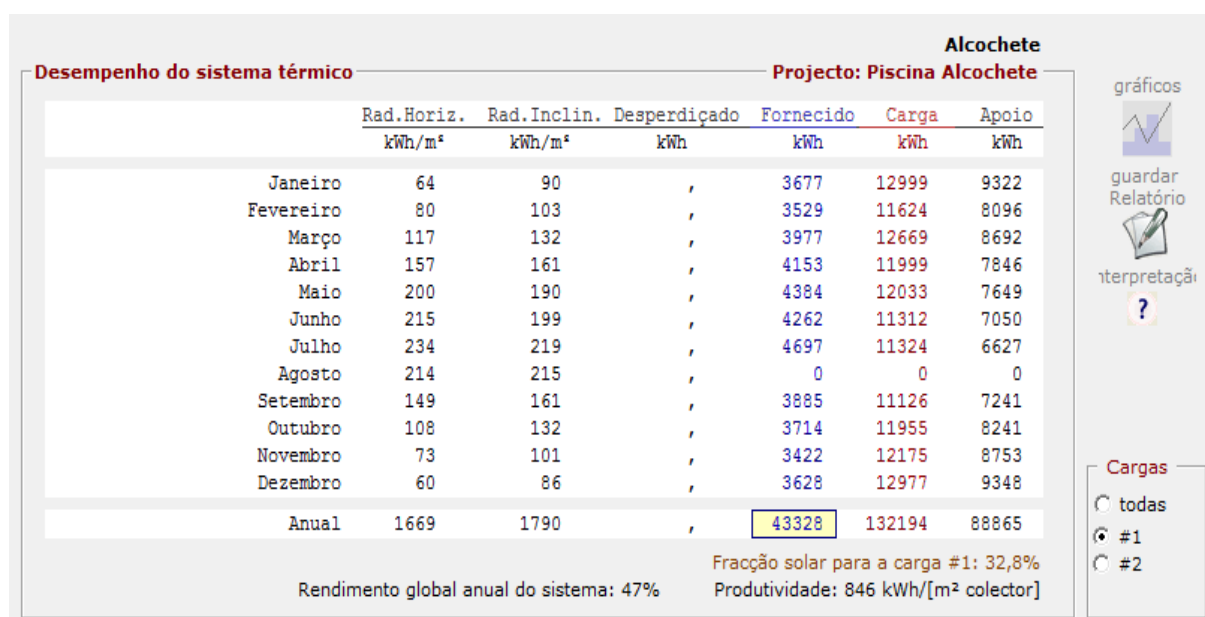 Alcochete
Desempenho do sistema térmico Projecto: Piscina Alcochete
Rad.Horiz. Rad.Inclin. Desperdiçado Fornecido Carga Apoio
kWh/m² kWh/m² kWh kWh kWh kWh
Janeiro 64 90 , 3677 12999 9322
Fevereiro 80 103 , 3529 11624 8096
Março 117 132 , 3977 12669 8692
Abril 157 161 , 4153 11999 7846
Maio 200 190 , 4384 12033 7649
Junho 215 199 , 4262 11312 7050
Julho 234 219 , 4697 11324 6627
Agosto 214 215 , 0 0 0
Setembro 149 161 , 3885 11126 7241
Outubro 108 132 , 3714 11955 8241
Novembro 73 101 , 3422 12175 8753
Dezembro 60 86 , 3628 12977 9348
Anual 1669 1790 , 43328 132194 88865
Fracção solar para a carga #1: 32,8%
Rendimento global anual do sistema: 47% Produtividade: 846 kWh/[m² colector]
gráficos
guardar
Relatório
nterpretaçã
?
Cargas
todas
#1
#2